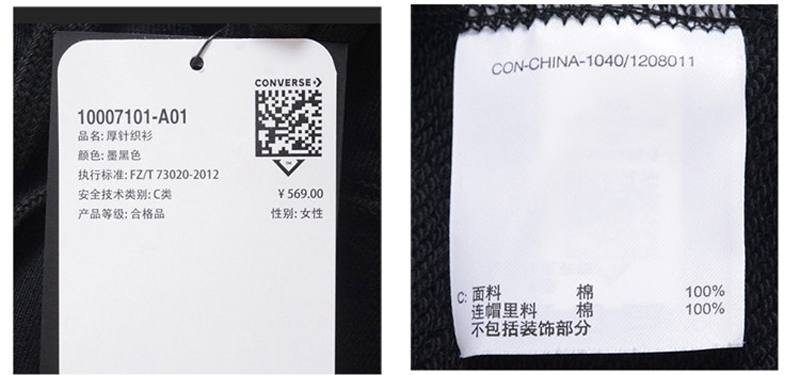 CONVERSE
10007101-A01
品名: 厚针织衫
颜色: 墨黑色
执行标准: FZ/T 73020-2012
安全技术类别: C类
¥ 569.00
产品等级: 合格品
性别: 女性
TM
CON-CHINA-1040/1208011
C: 面料 棉 100%
连帽里料 棉 100%
不包括装饰部分